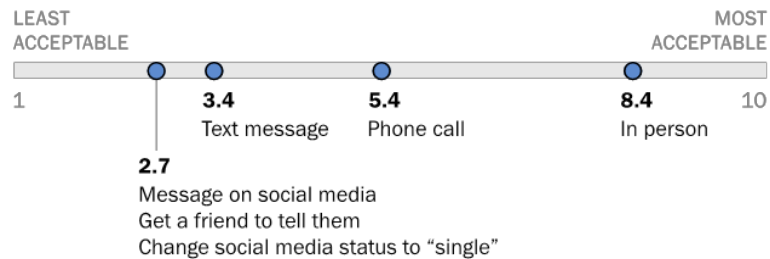 LEAST
ACCEPTABLE
MOST
ACCEPTABLE
1
10
3.4
Text message
5.4
Phone call
8.4
In person
2.7
Message on social media
Get a friend to tell them
Change social media status to “single”